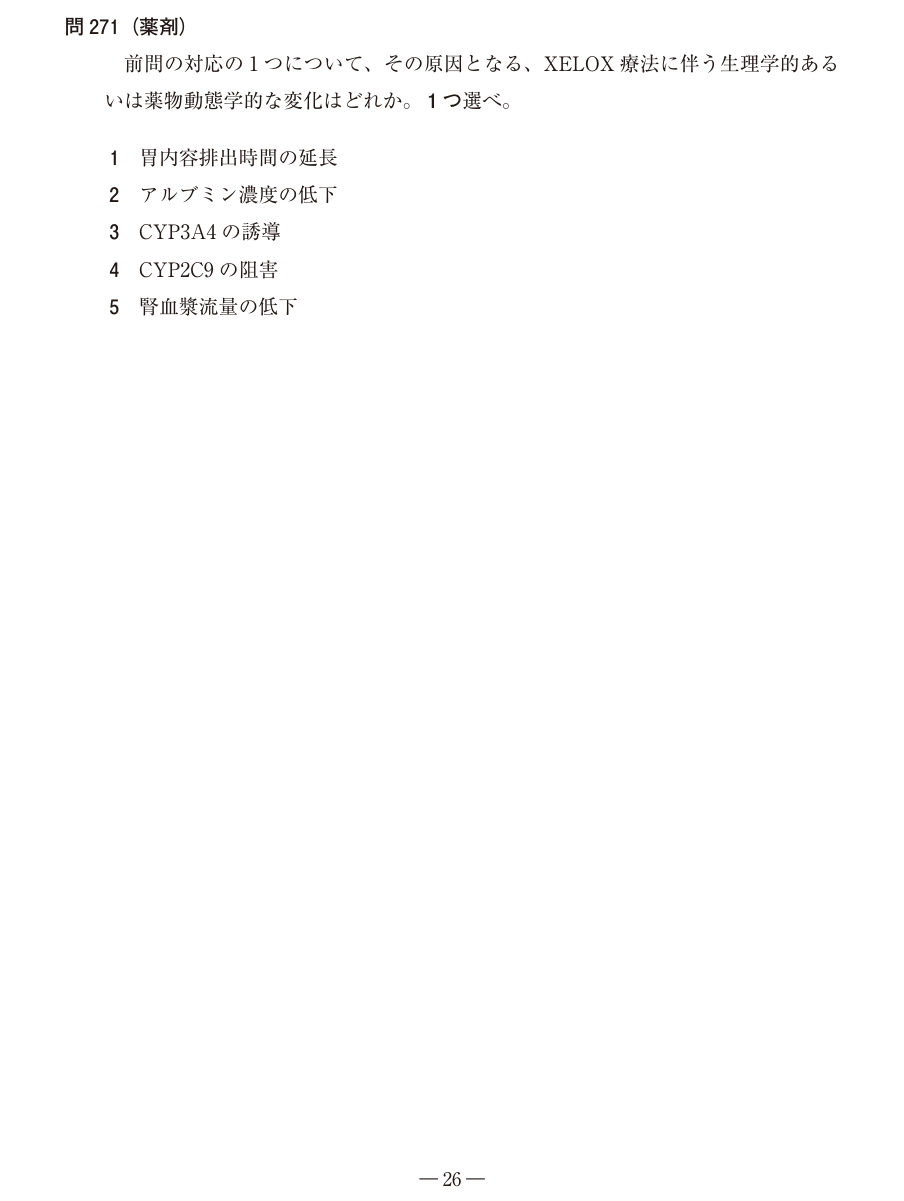 問 271（薬剤）
前問の対応の 1 つについて、その原因となる、XELOX 療法に伴う生理学的ある
いは薬物動態学的な変化はどれか。1 つ選べ。
1 胃内容排出時間の延長
2 アルブミン濃度の低下
3 CYP3A4 の誘導
4 CYP2C9 の阻害
5 腎血漿流量の低下
― 26 ―